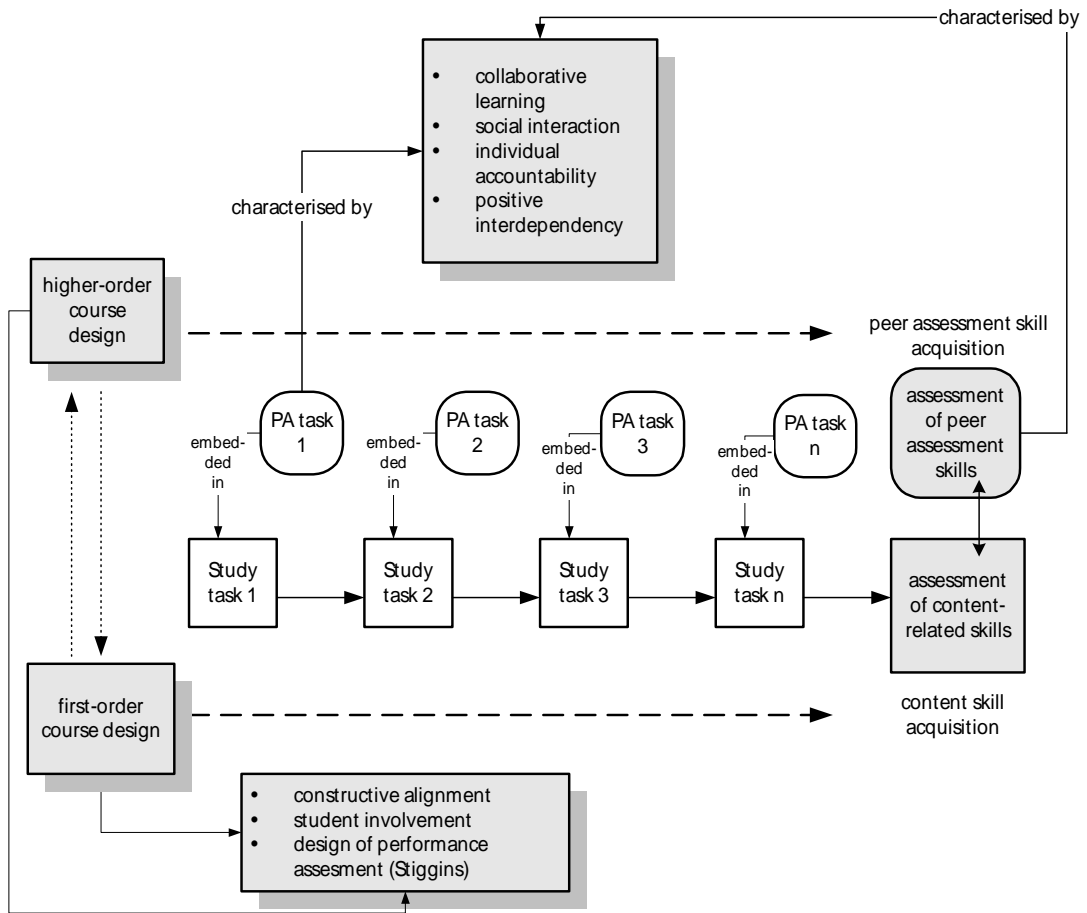 characterised by
• collaborative
learning
• social interaction
• individual
accountability
• positive
interdependency
characterised by
higher-order
course
design
peer assessment skill
acquisition
PA task
1
PA task
2
PA task
3
PA task
n
assessment
of peer
assessment
skills
embed-
ded
in
embed-
ded
in
embed-
ded
in
embed-
ded
in
Study
task 1
Study
task 2
Study
task 3
Study
task n
assessment
of content-
related skills
first-order
course design
content skill
acquisition
• constructive alignment
• student involvement
• design of performance
assesment (Stiggins)